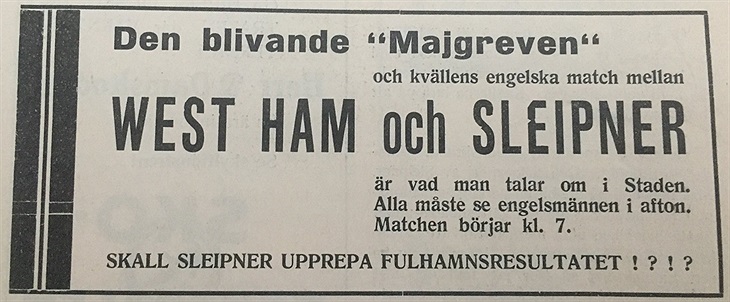 Den blivande “Majgreven“
och kvällens engelska match mellan
WEST HAM och SLEIPNER
är vad man talar om i Staden.
Alla måste se engelsmännen i afton.
Matchen börjar kl. 7.
SKALL SLEIPNER UPPREPA FULHAMNSRESULTATET ! ? ! ?